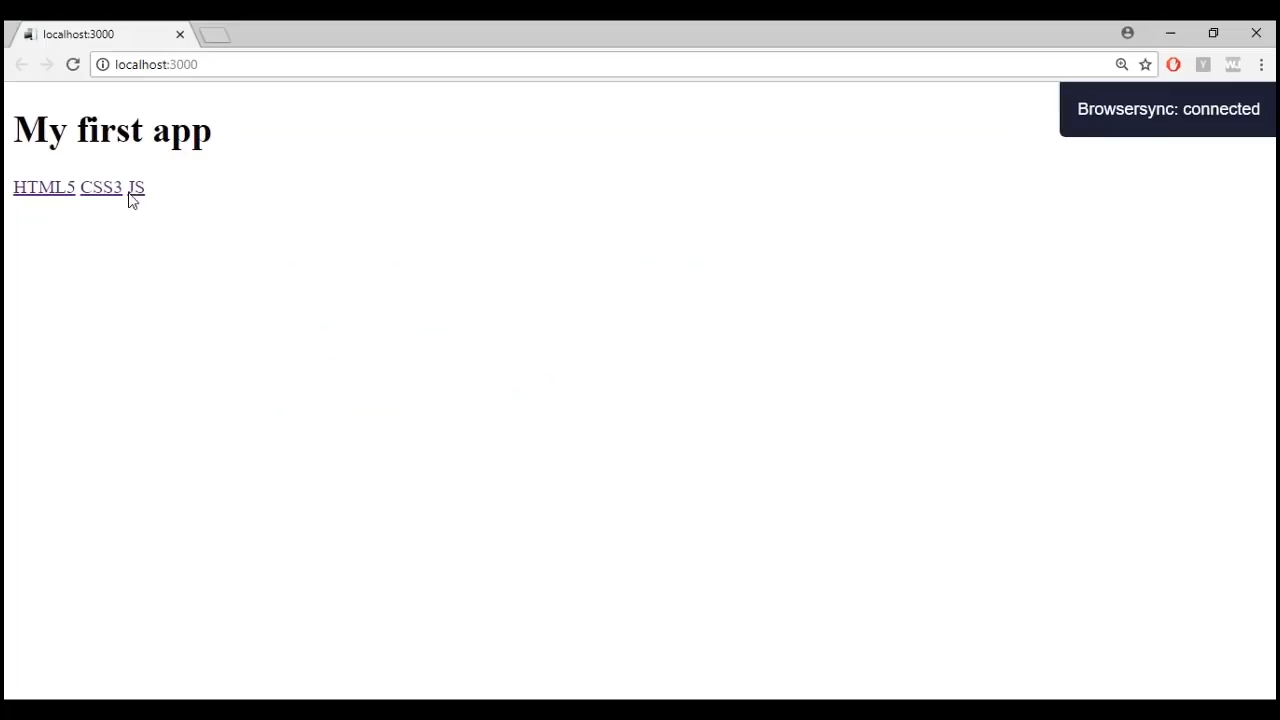 localhost:3000
localhost:3000
Browsersync: connected
My first app
HTML5 CSS3 JS